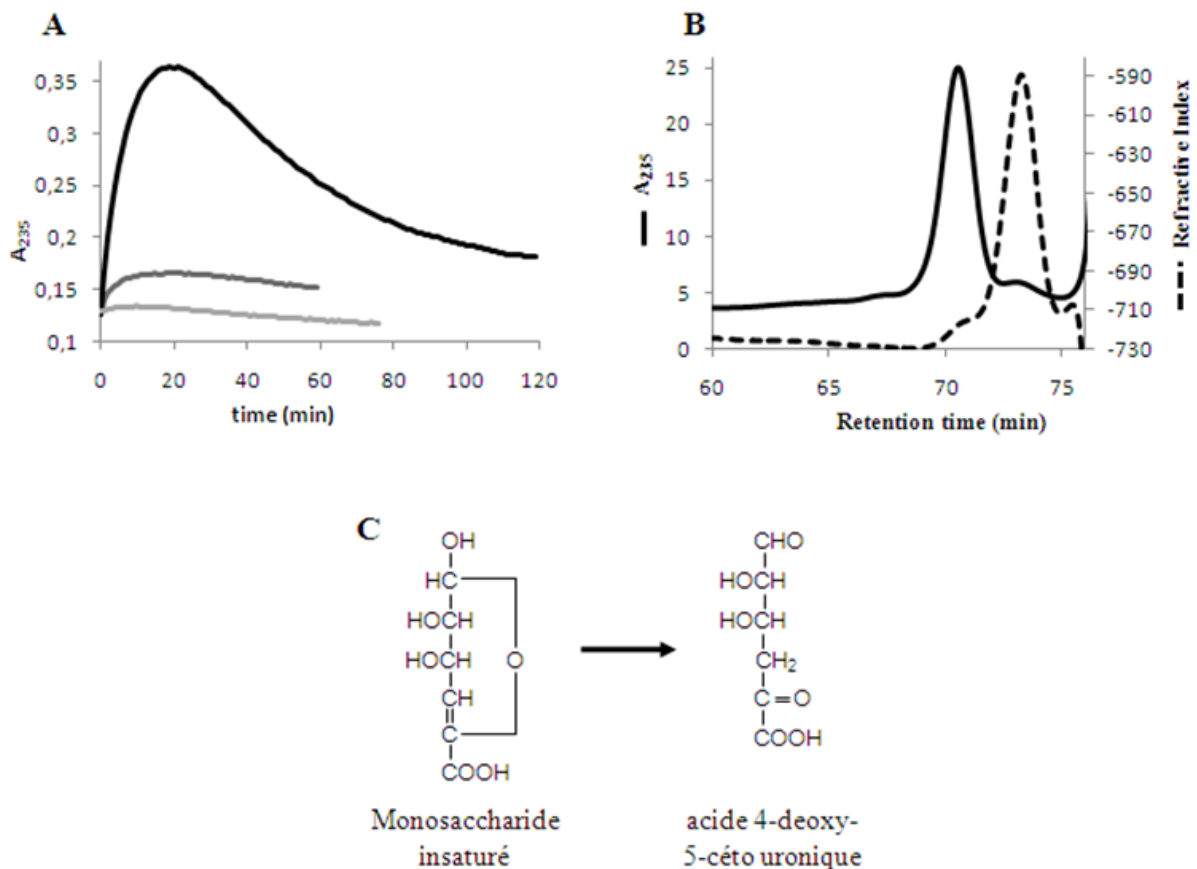 A
0,35
0,3
0,25
0,2
0,15
0,1
A235
0
20
40
60
80
100
120
time (min)
B
25
20
15
10
5
0
A235
-590
-610
-630
-650
-670
-690
-710
-730
Refractive Index
60
65
70
75
Retention time (min)
C
OH
HC
HOCH
HOCH
O
CH
C
COOH
Monosaccharide
insaturé
CHO
HOCH
HOCH
CH2
C=O
COOH
acide 4-deoxy-
5-céto uronique